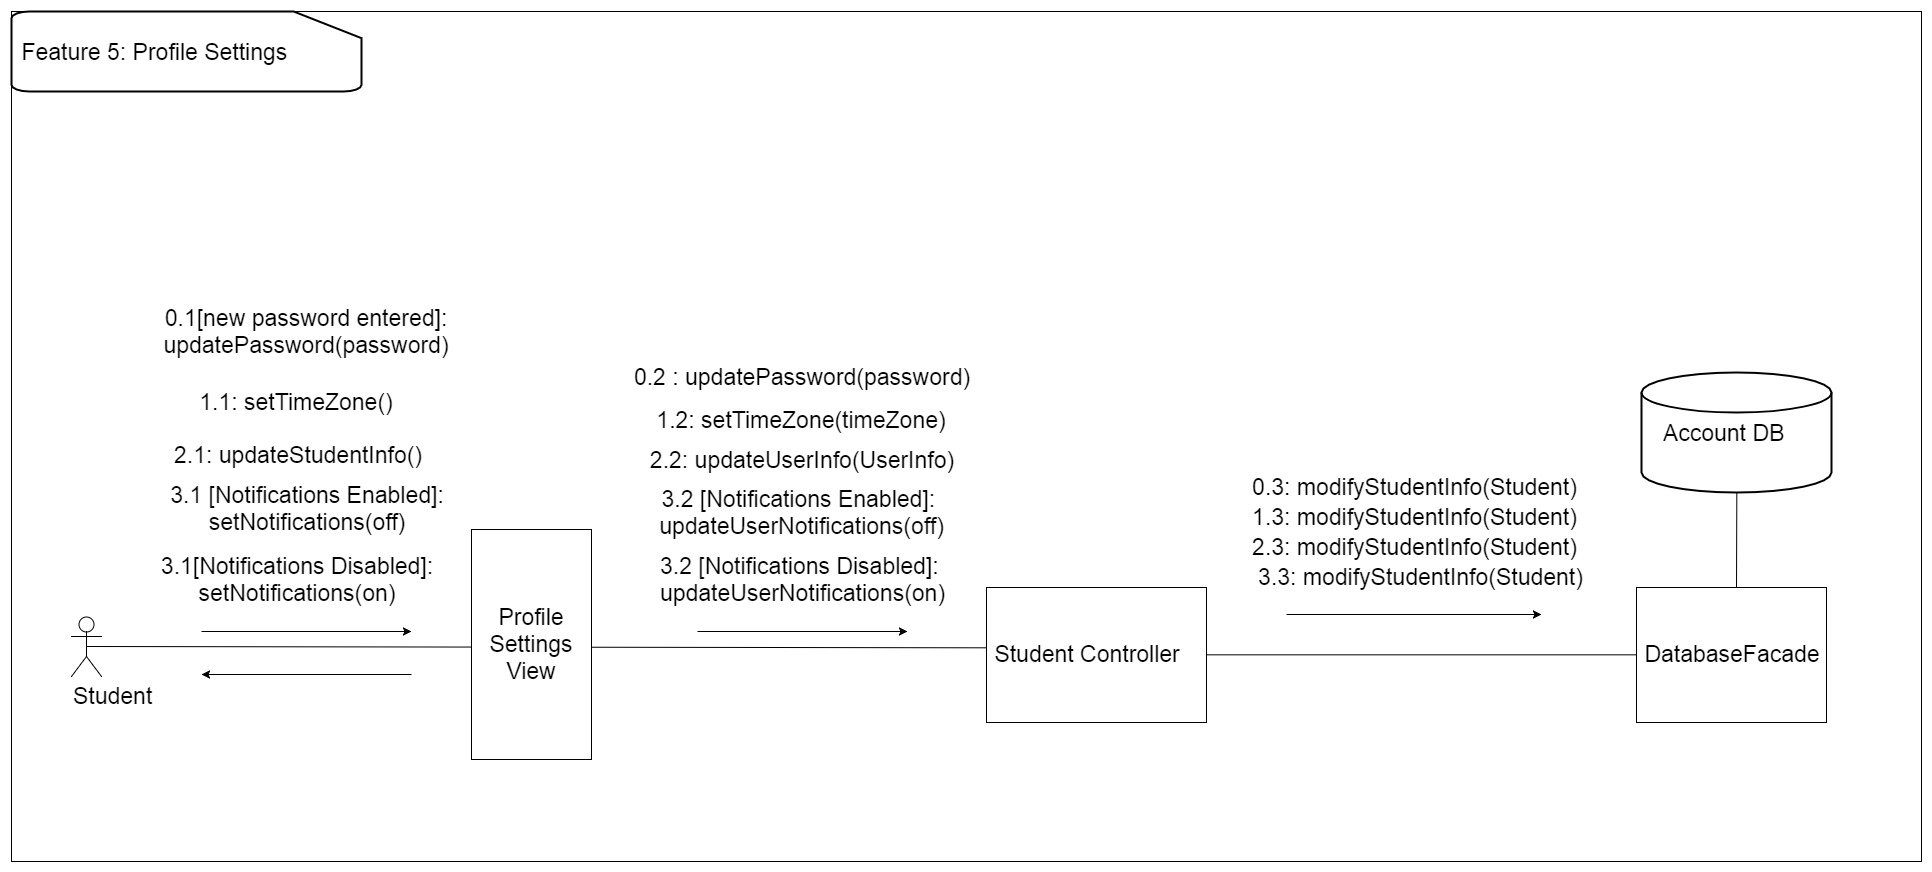 Feature 5: Profile Settings
0.1[new password entered]:
updatePassword(password)
1.1: setTimeZone()
2.1: updateStudentInfo()
3.1 [Notifications Enabled]:
setNotifications(off)
3.1[Notifications Disabled]:
setNotifications(on)
Student
Profile
Settings
View
0.2 : updatePassword(password)
1.2: setTimeZone(timeZone)
2.2: updateUserInfo(UserInfo)
3.2 [Notifications Enabled]:
updateUserNotifications(off)
3.2 [Notifications Disabled]:
updateUserNotifications(on)
Student Controller
0.3: modifyStudentInfo(Student)
1.3: modifyStudentInfo(Student)
2.3: modifyStudentInfo(Student)
3.3: modifyStudentInfo(Student)
Account DB
DatabaseFacade